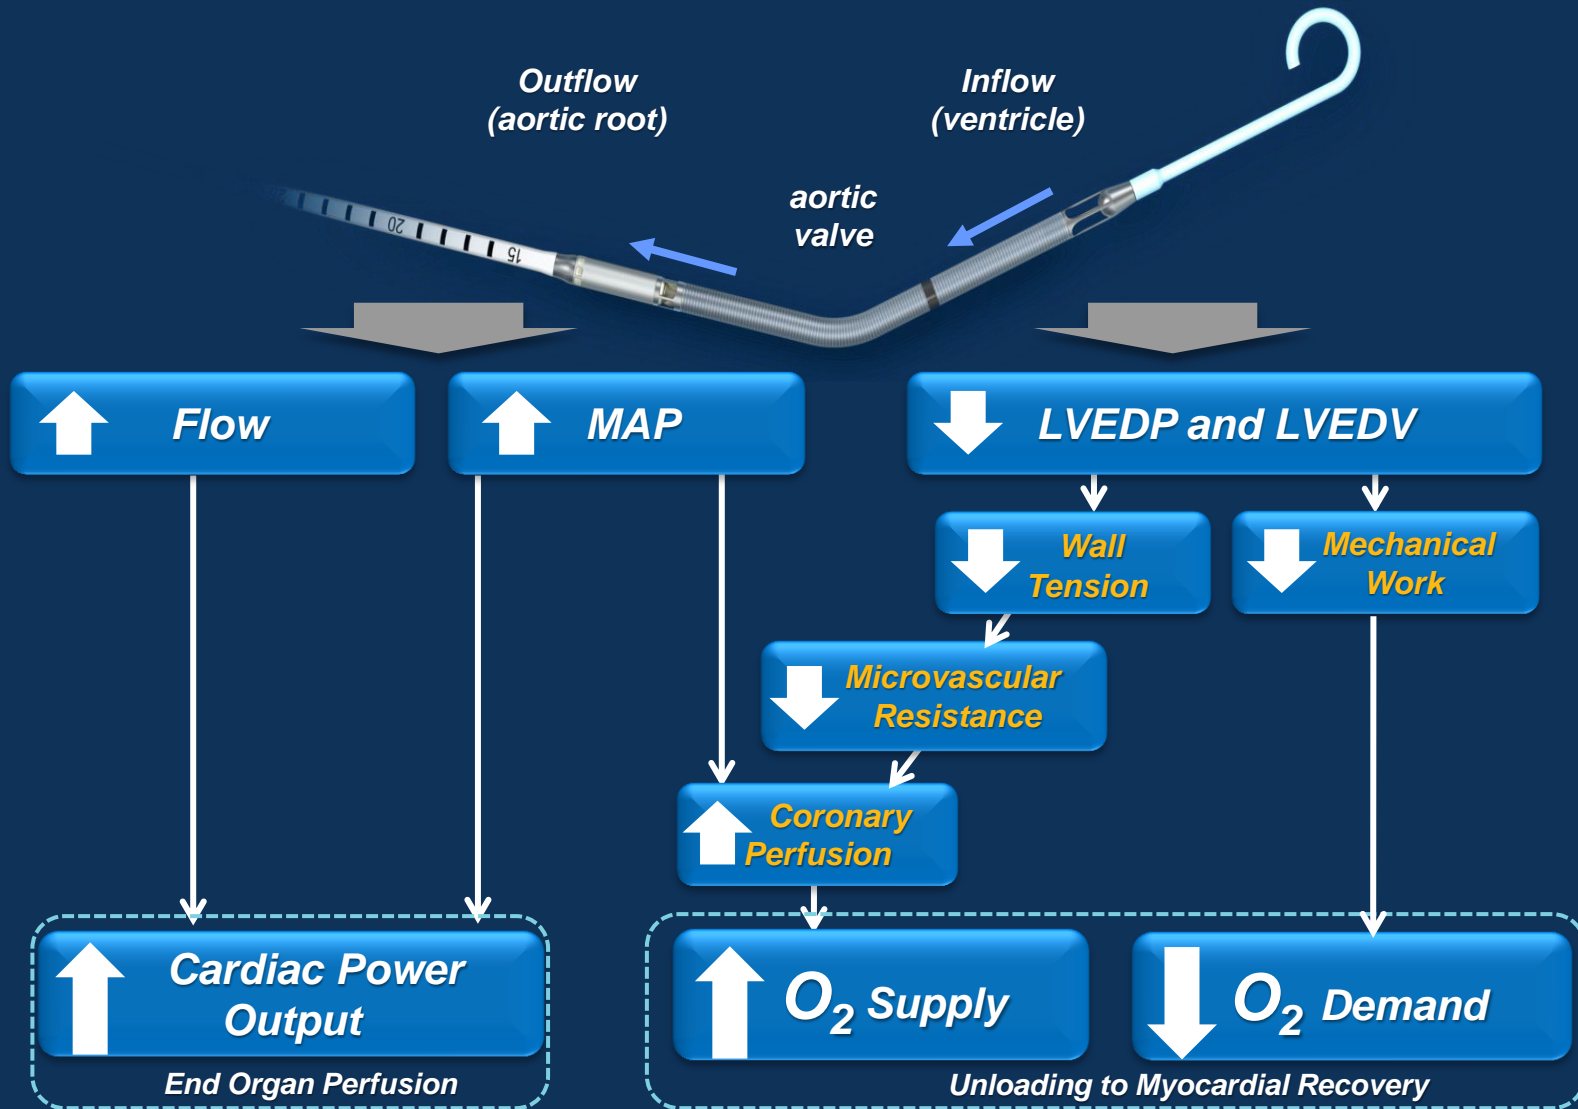 Outflow
(aortic root)
Inflow
(ventricle)
aortic
valve
20
15
Flow
MAP
LVEDP and LVEDV
Wall
Tension
Mechanical
Work
Microvascular
Resistance
Coronary
Perfusion
Cardiac Power
Output
O2 Supply
O2 Demand
End Organ Perfusion
Unloading to Myocardial Recovery